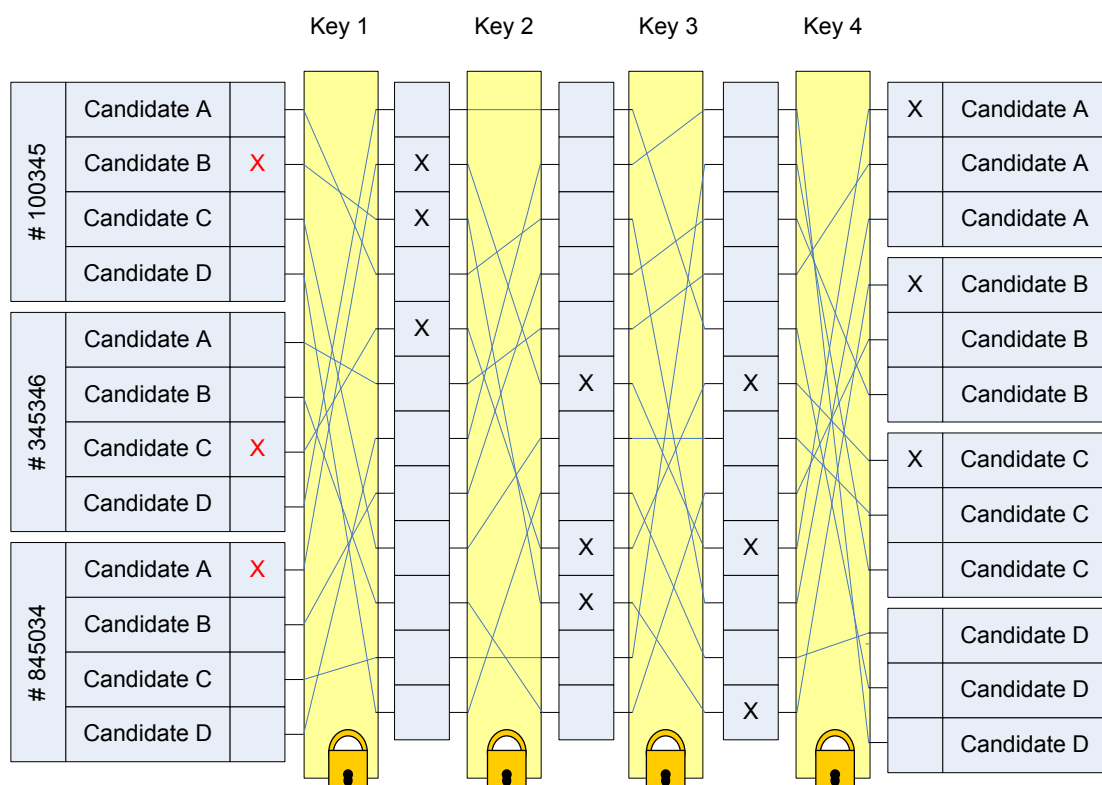 Key 1
Key 2
Key 3
Key 4
# 100345
Candidate A
Candidate B X
Candidate C
Candidate D
# 345346
Candidate A
Candidate B
Candidate C X
Candidate D
# 845034
Candidate A X
Candidate B
Candidate C
Candidate D
X
X
X
X
X
X
X
X
X
X Candidate A
Candidate A
Candidate A
X Candidate B
Candidate B
Candidate B
X Candidate C
Candidate C
Candidate C
Candidate D
Candidate D
Candidate D